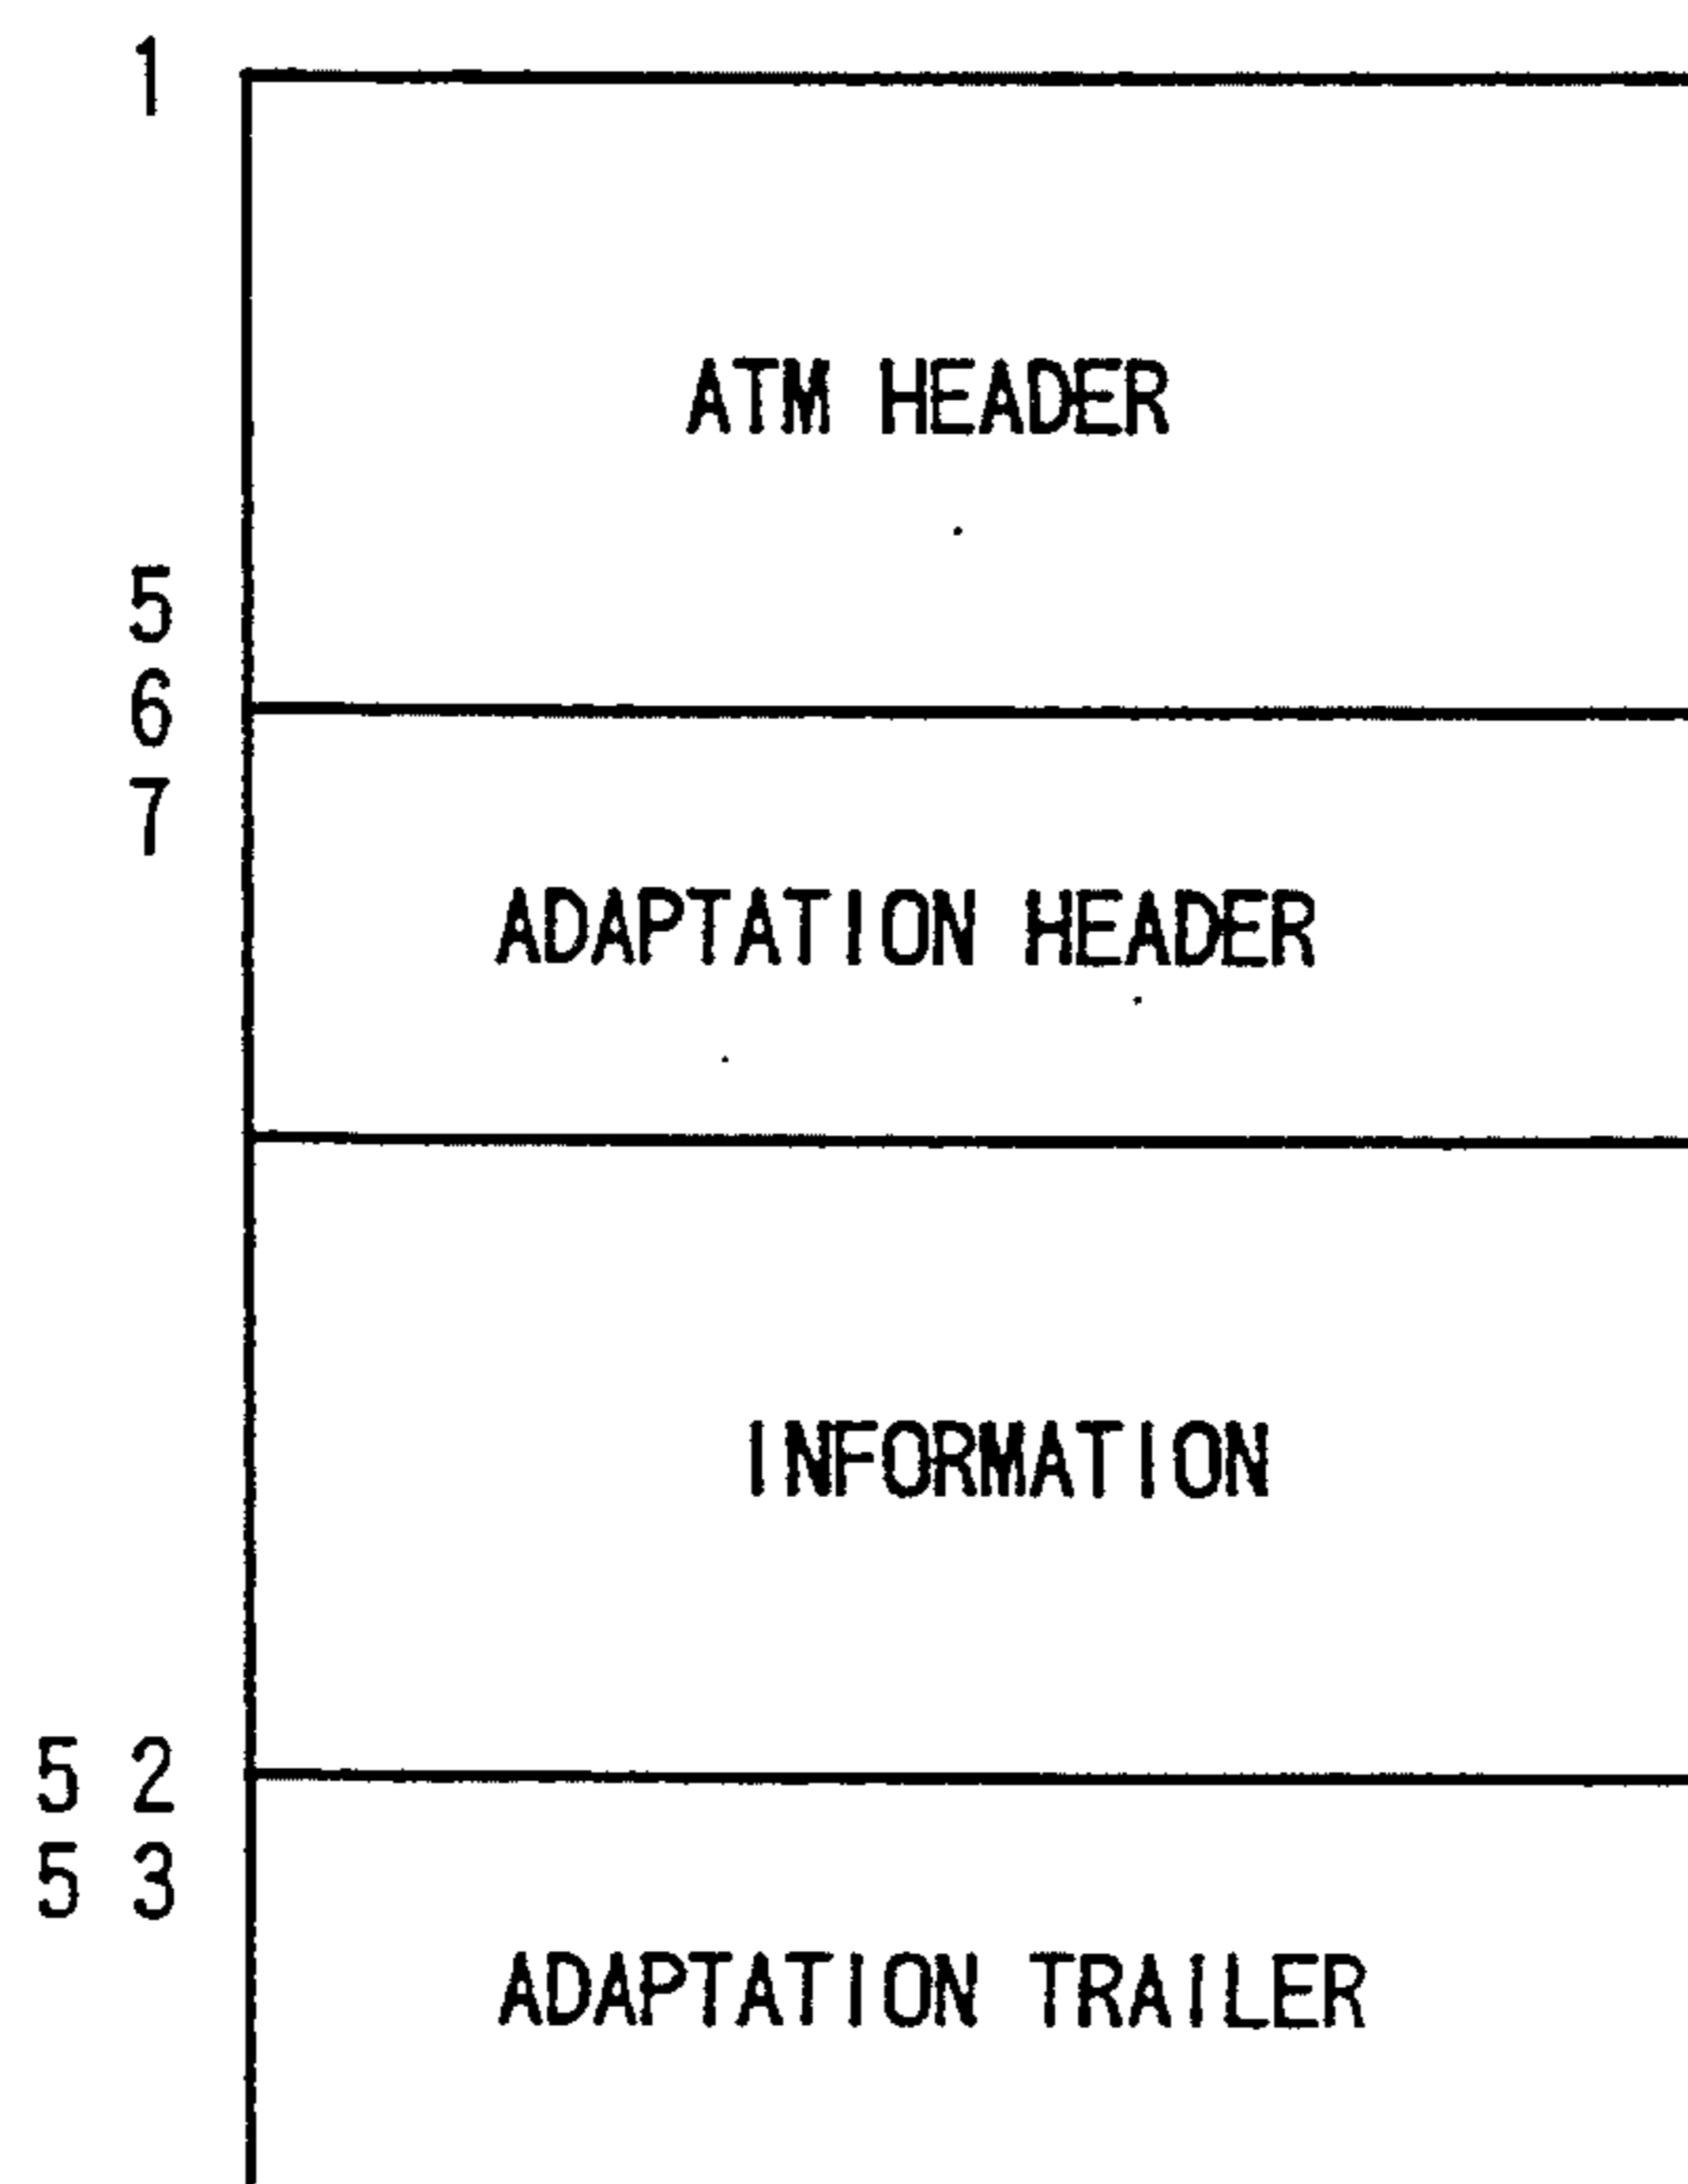 1
ATM HEADER
5
6
7
ADAPTATION HEADER
INFORMATION
5 2
5 3
ADAPTATION TRAILER